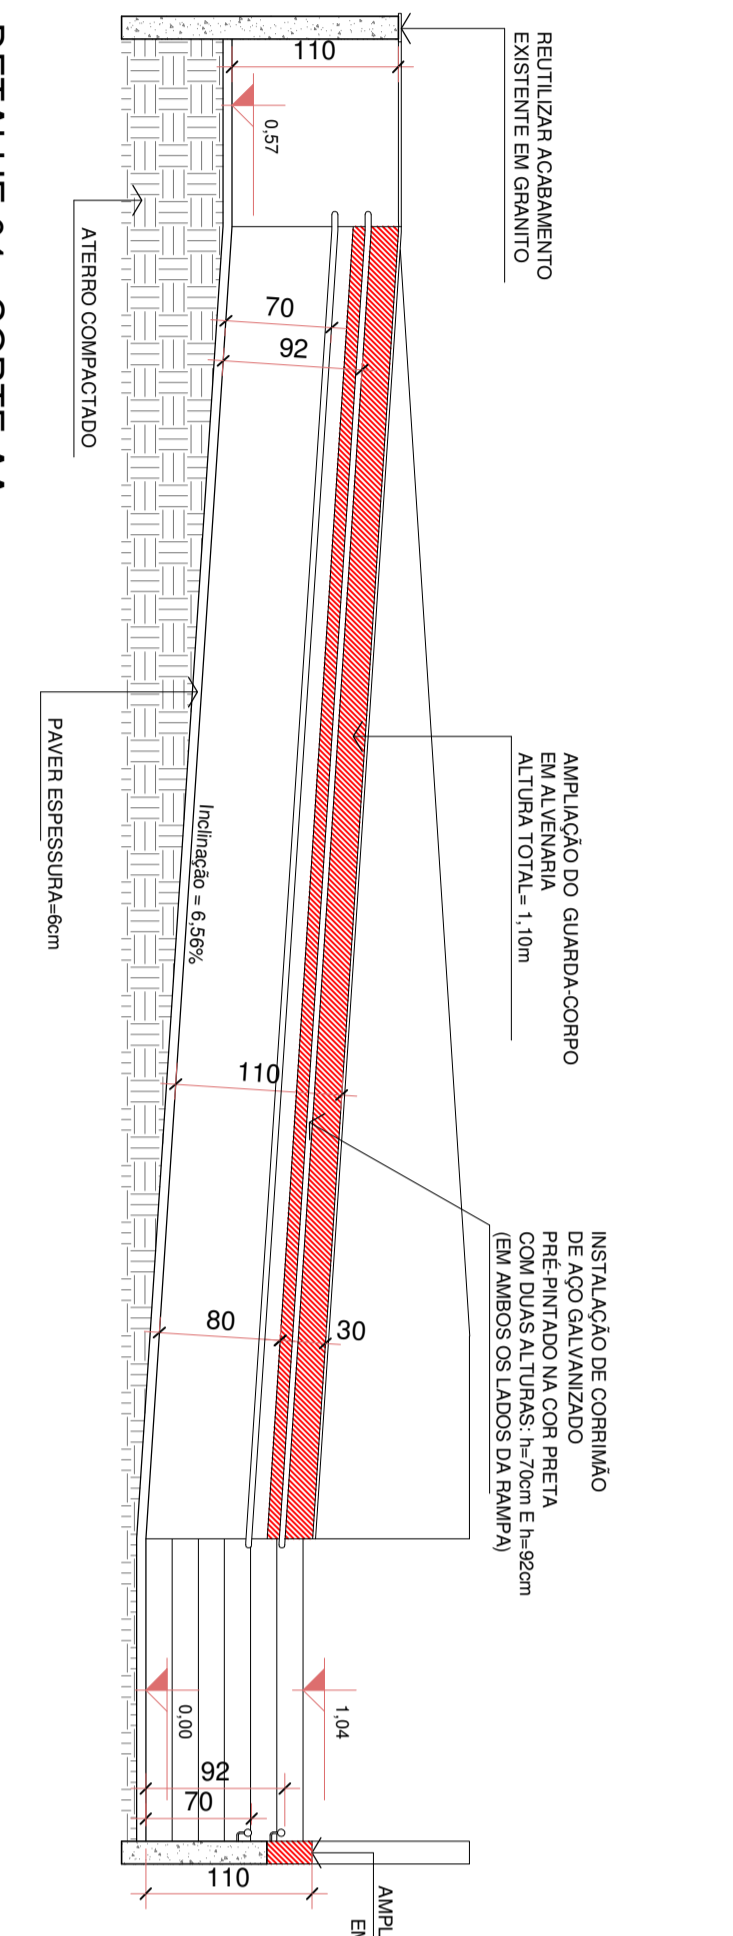 REUTILIZAR ACABAMENTO
EXISTENTE EM GRANITO
110
0,57
ATERRO COMPACTADO
70
92
AMPLIAÇÃO DO GUARDA-CORPO
EM ALVENARIA
ALTURA TOTAL= 1,10m
PAVER ESPESSURA=6cm
Inclinação = 6,56%
110
INSTALAÇÃO DE CORRIMÃO
DE AÇO GALVANIZADO
PRÉ-PINTADO NA COR PRETA
COM DUAS ALTURAS: h=70cm E h=92cm
(EM AMBOS OS LADOS DA RAMPA)
80
30
0,00
1,04
92
70
110
AMPL
EM